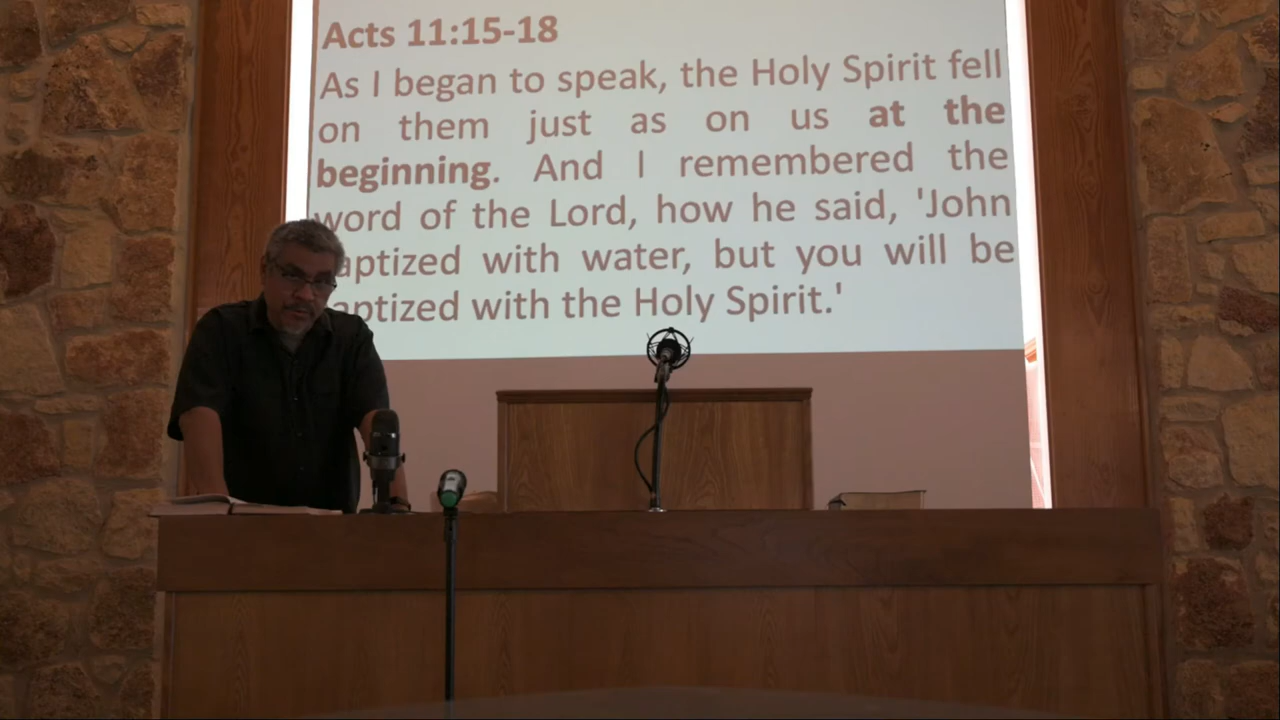 Acts 11:15-18
As I began to speak, the Holy Spirit fell
on them just as on us at the
beginning. And I remembered the
word of the Lord, how he said, 'John
aptized with water, but you will be
aptized with the Holy Spirit.'